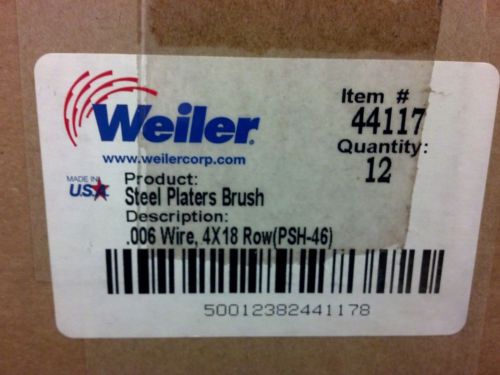 Weiler®
www.weilercorp.com
Item #
44117
Quantity:
12
MADE IN
U.S.A.
Product:
Steel Platers Brush
Description:
.006 Wire, 4X18 Row(PSH-46)
50012382441178